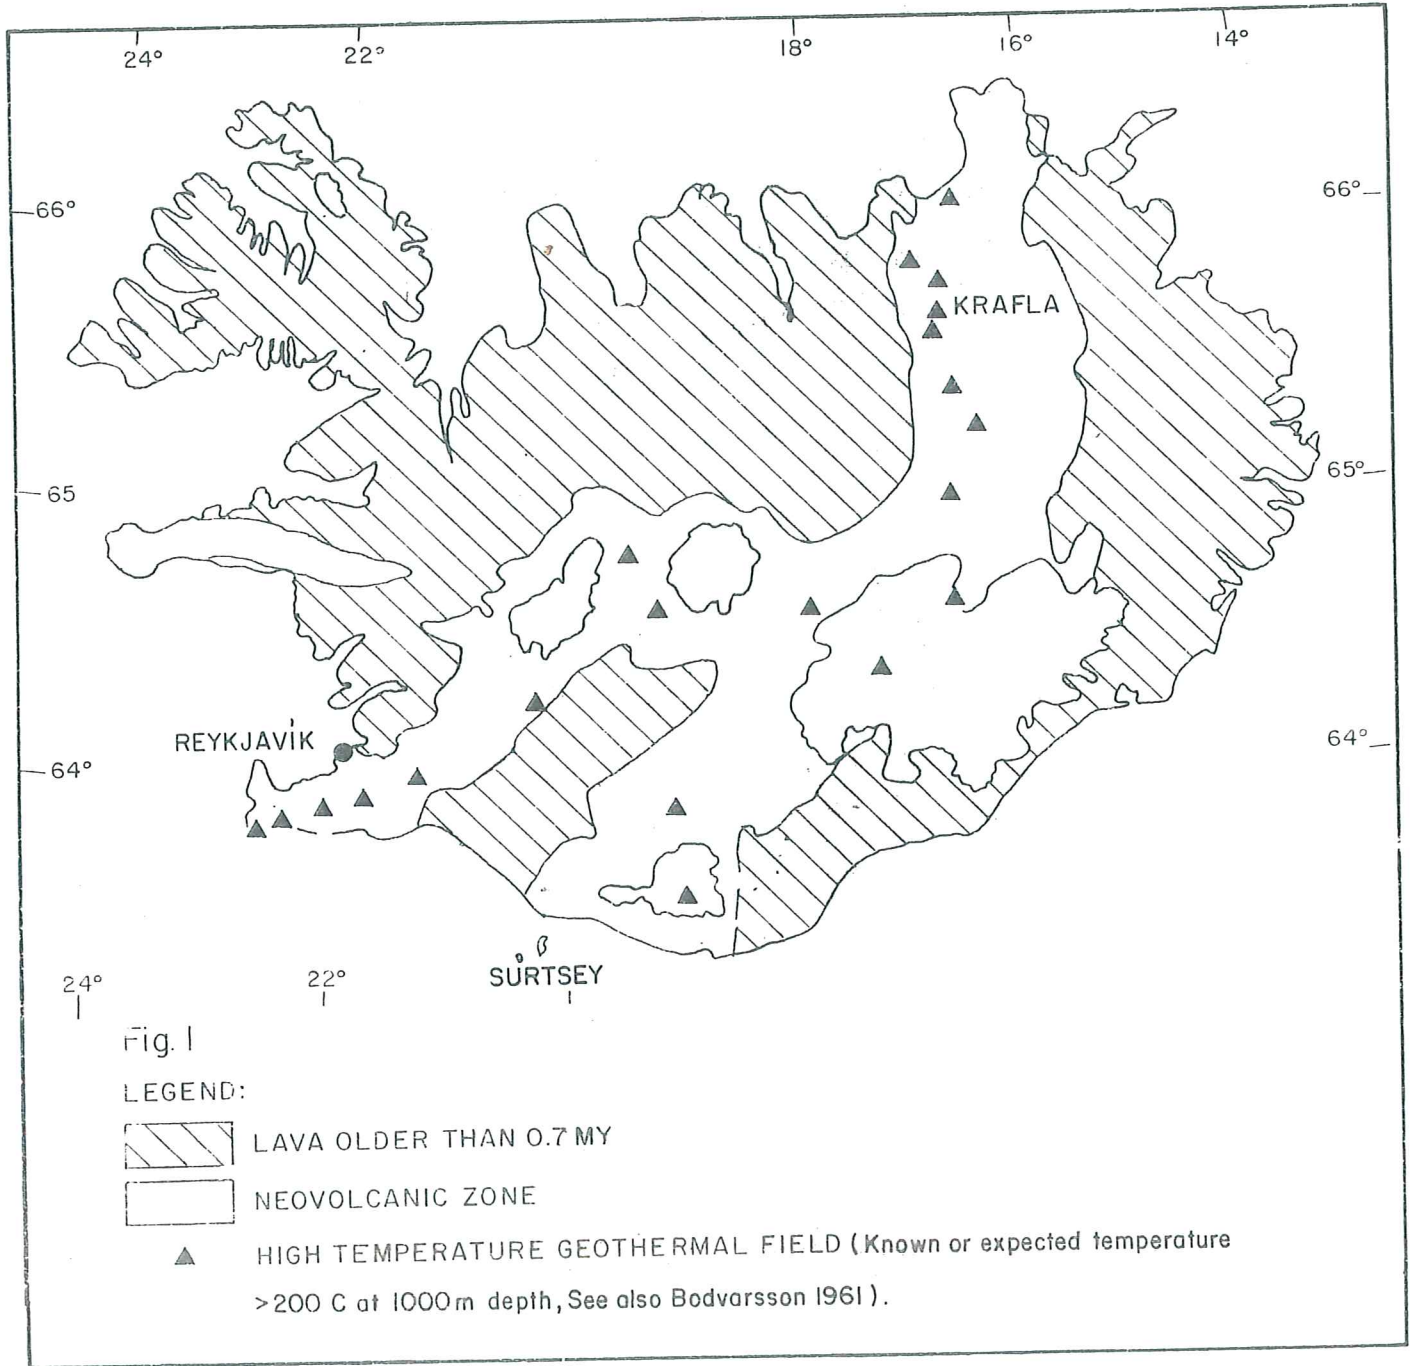 24° 22° 18° 16° 14°
66° 66°
KRAFLA
65 65°
REYKJAVÍK
64° 64°
24° 22° SURTSEY
Fig. 1
LEGEND:
LAVA OLDER THAN 0.7 MY
NEOVOLCANIC ZONE
HIGH TEMPERATURE GEOTHERMAL FIELD (Known or expected temperature
>200 C at 1000m depth, See also Bodvarsson 1961).